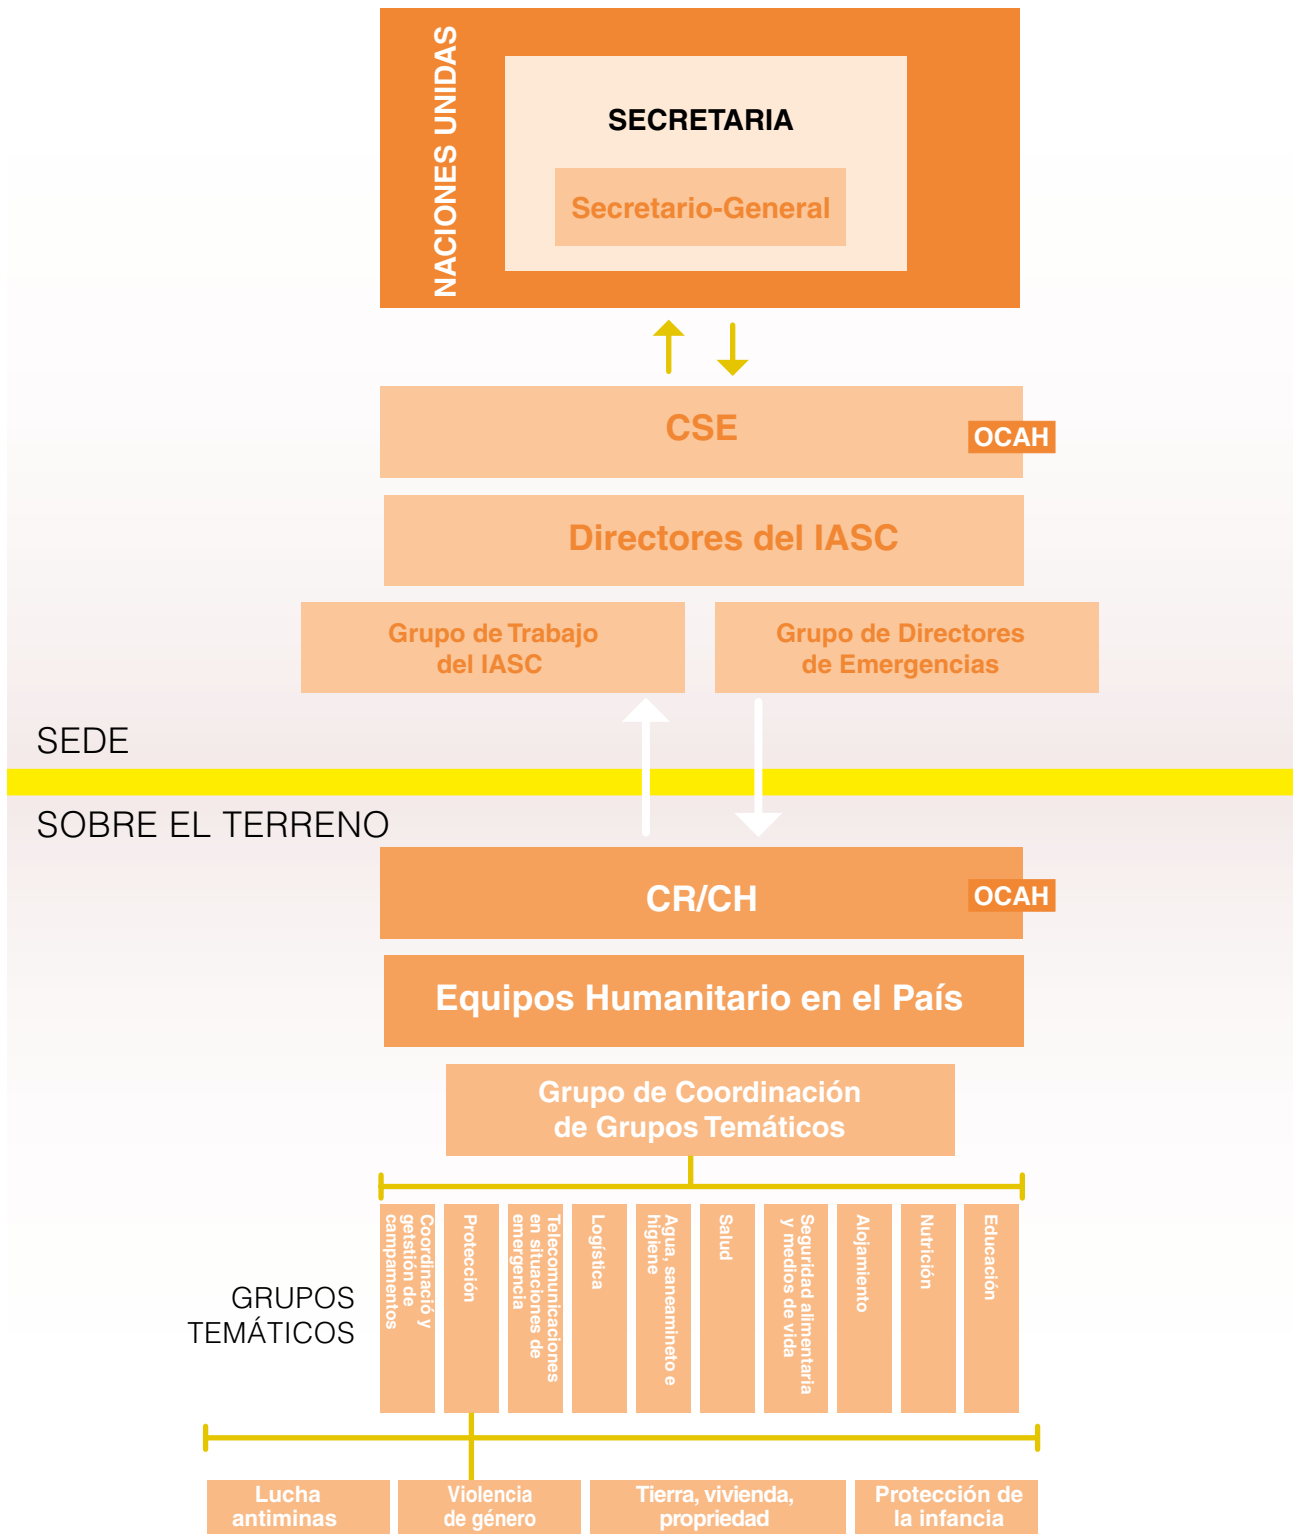 NACIONES UNIDAS
SECRETARIA
Secretario-General
CSE
OCAH
Directores del IASC
Grupo de Trabajo
del IASC
Grupo de Directores
de Emergencias
SEDE
SOBRE EL TERRENO
CR/CH
OCAH
Equipos Humanitario en el País
Grupo de Coordinación
de Grupos Temáticos
GRUPOS
TEMÁTICOS
Coordinació y
getstión de
campamentos
Protección
Telecomunicaciones
en situaciones de
emergencia
Logística
Agua, saneamineto e
higiene
Salud
Seguridad alimentaria
y medios de vida
Alojamiento
Nutrición
Educación
Lucha
antiminas
Violencia
de género
Tierra, vivienda,
propriedad
Protección de
la infancia